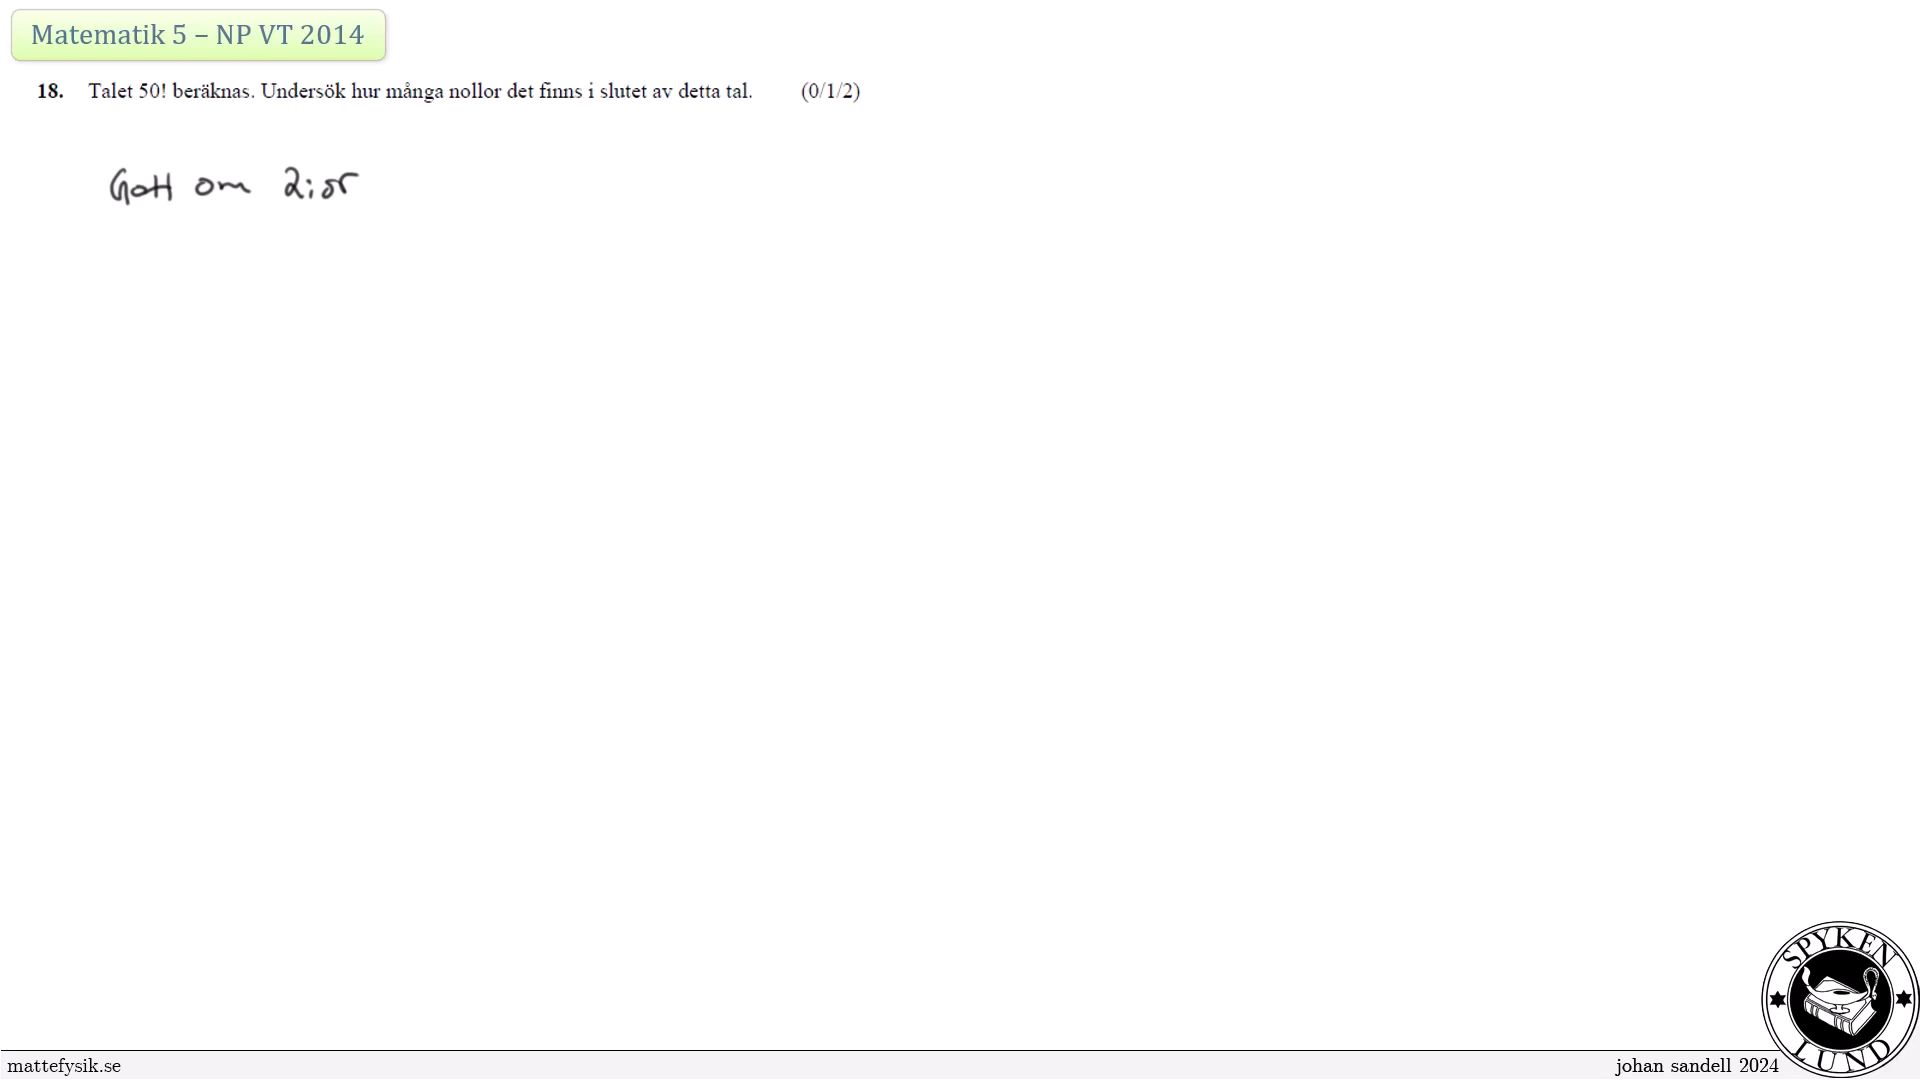 Matematik 5 – NP VT 2014
18. Talet 50! beräknas. Undersök hur många nollor det finns i slutet av detta tal. (0/1/2)
Gott om 2:or
SPYKEN
LUND
mattefysik.se
johan sandell 2024